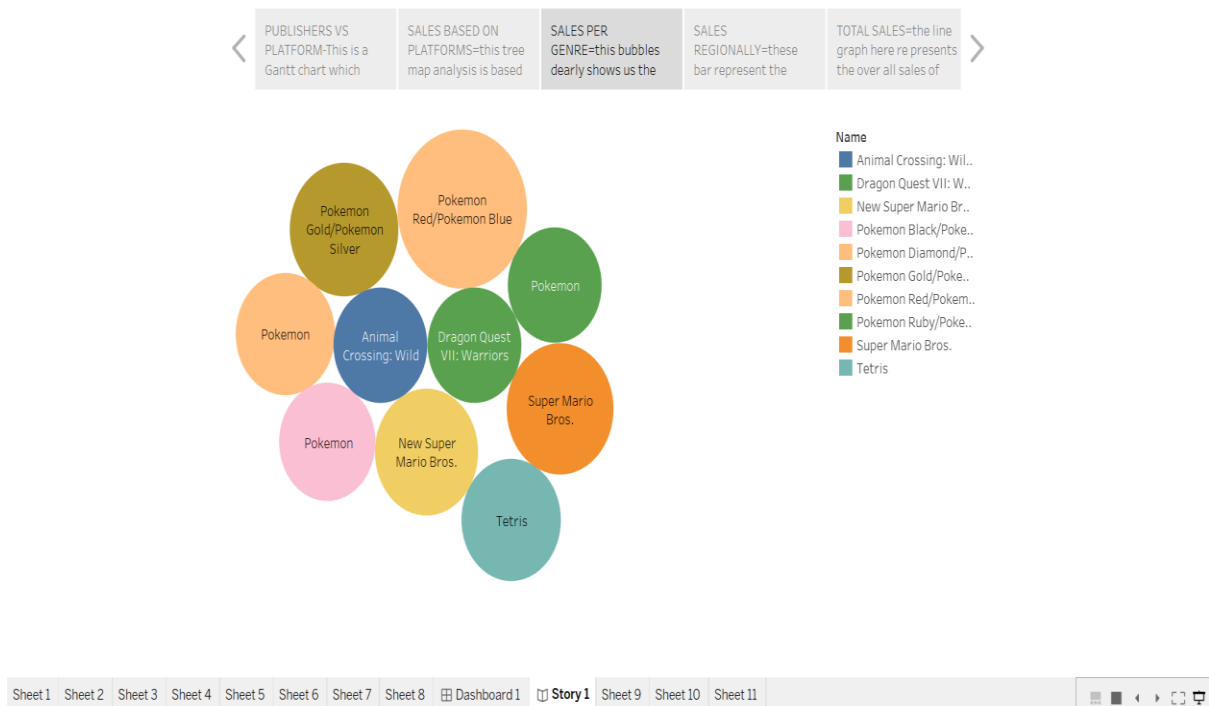 PUBLISHERS VS
PLATFORM-This is a
Gantt chart which
SALES BASED ON
PLATFORMS=this tree
map analysis is based
SALES PER
GENRE=this bubbles
dearly shows us the
SALES
REGIONALLY=these
bar represent the
TOTAL SALES=the line
graph here re presents
the over all sales of
Pokemon
Red/Pokemon Blue
Pokemon
Gold/Pokemon
Silver
Pokemon
Pokemon
Animal
Crossing: Wild
Dragon Quest
VII: Warriors
Super Mario
Bros.
Pokemon
New Super
Mario Bros.
Tetris
Name
Animal Crossing: Wil..
Dragon Quest VII: W..
New Super Mario Br..
Pokemon Black/Poke..
Pokemon Diamond/P..
Pokemon Gold/Poke..
Pokemon Red/Pokem..
Pokemon Ruby/Poke..
Super Mario Bros.
Tetris
Sheet 1 Sheet 2 Sheet 3 Sheet 4 Sheet 5 Sheet 6 Sheet 7 Sheet 8 Dashboard 1 Story 1 Sheet 9 Sheet 10 Sheet 11